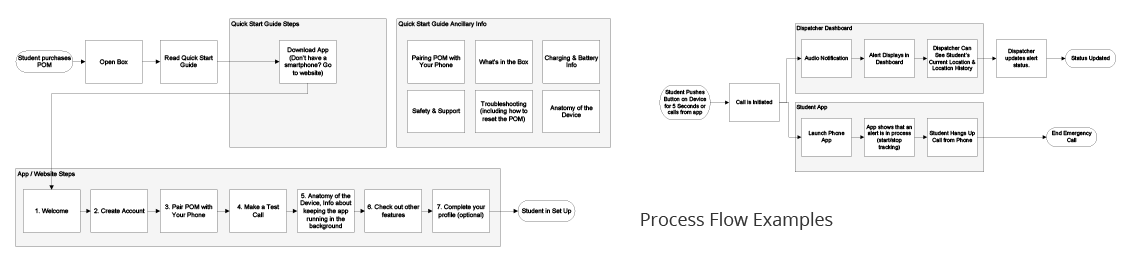 Quick Start Guide Steps
Student purchases
POM
Open Box
Read Quick Start
Guide
Download App
(Don't have a
smartphone? Go
to website)
Quick Start Guide Ancillary Info
Pairing POM with
Your Phone
What's in the Box
Charging & Battery
Info
Safety & Support
Troubleshooting
(including how to
reset the POM)
Anatomy of the
Device
App / Website Steps
1. Welcome
2. Create Account
3. Pair POM with
Your Phone
4. Make a Test
Call
5. Anatomy of the
Device, Info about
keeping the app
running in the
background
6. Check out other
features
7. Complete your
profile (optional)
Student in Set Up
Student Pushes
Button on Device
for 5 Seconds or
calls from app
Call is Initiated
Dispatcher Dashboard
Audio Notification
Alert Displays in
Dashboard
Dispatcher Can
See Student's
Current Location &
Location History
Dispatcher
updates alert
status.
Status Updated
Student App
Launch Phone
App
App shows that an
alert is in process
(start/stop
tracking)
Student Hangs Up
Call from Phone
End Emergency
Call
Process Flow Examples